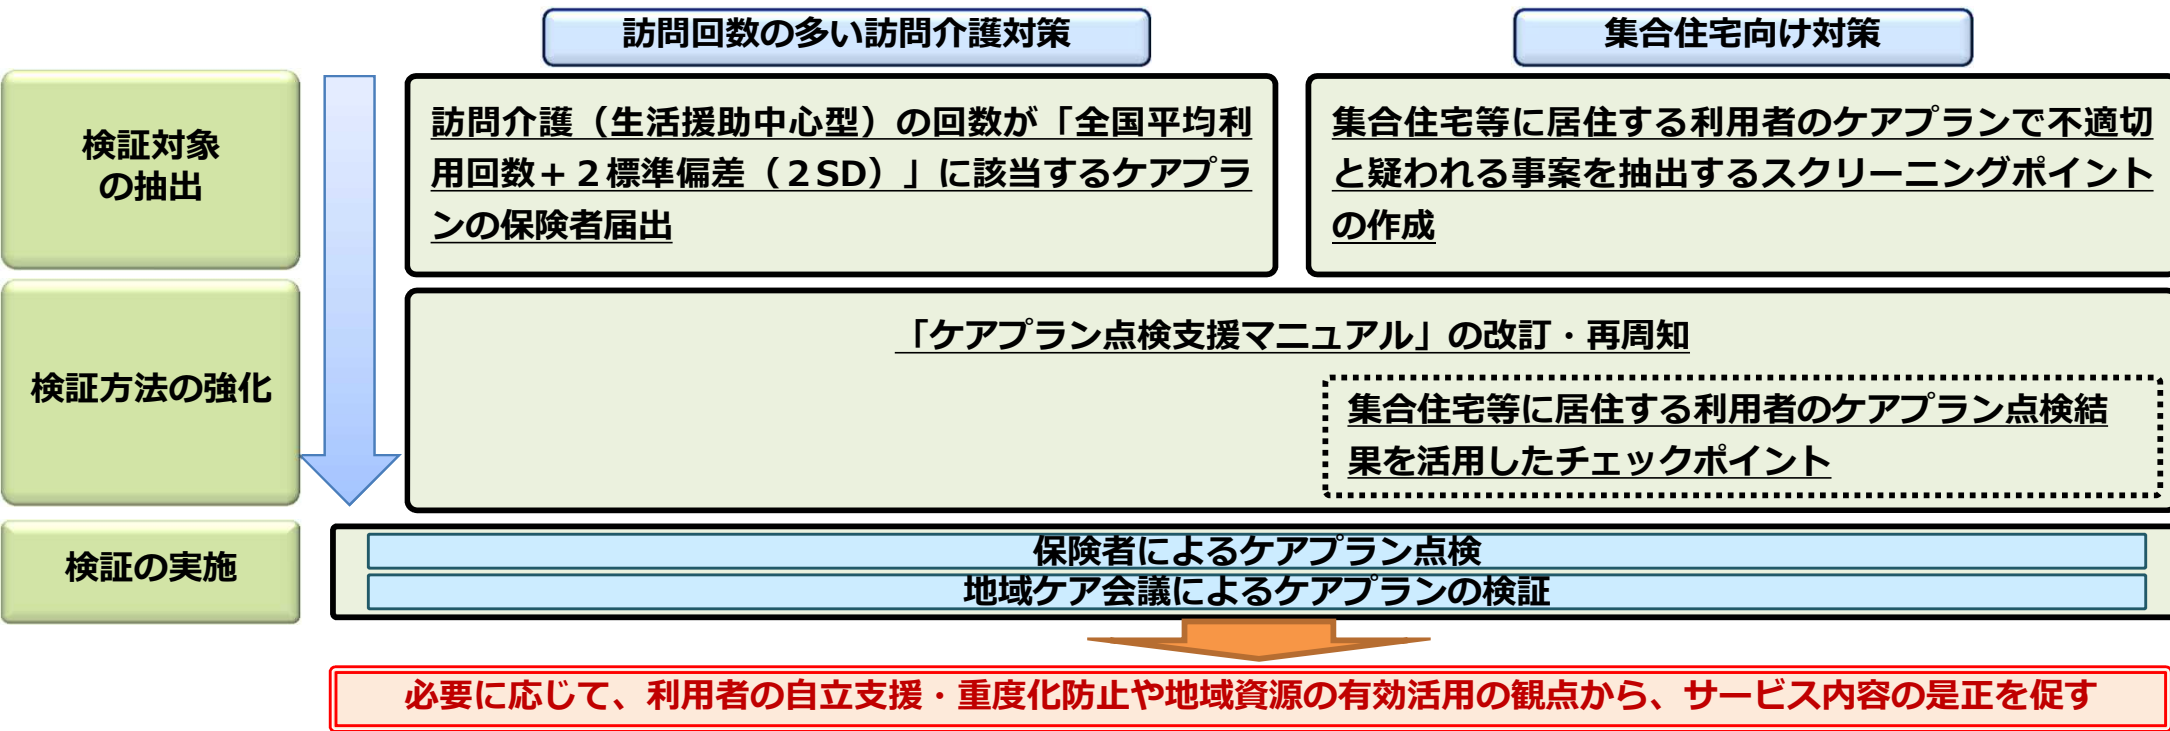 訪問回数の多い訪問介護対策
集合住宅向け対策
検証対象
の抽出
訪問介護（生活援助中心型）の回数が「全国平均利
用回数＋２標準偏差（２SD）」に該当するケアプラ
ンの保険者届出
集合住宅等に居住する利用者のケアプランで不適切
と疑われる事案を抽出するスクリーニングポイント
の作成
検証方法の強化
「ケアプラン点検支援マニュアル」の改訂・再周知
集合住宅等に居住する利用者のケアプラン点検結
果を活用したチェックポイント
検証の実施
保険者によるケアプラン点検
地域ケア会議によるケアプランの検証
必要に応じて、利用者の自立支援・重度化防止や地域資源の有効活用の観点から、サービス内容の是正を促す